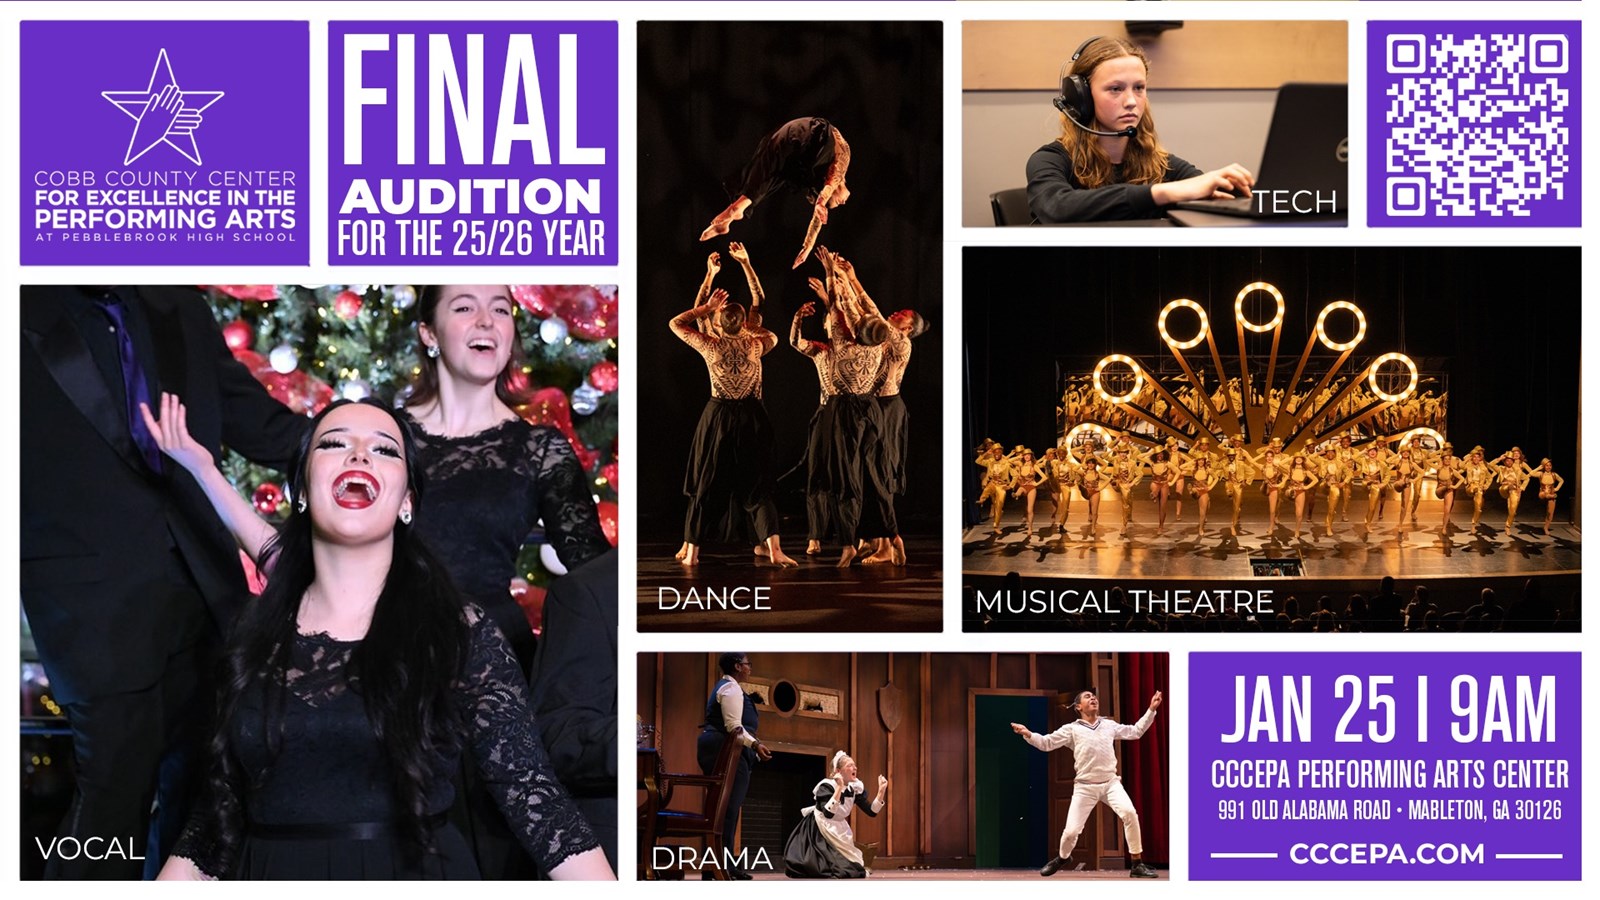 COBB COUNTY CENTER
FOR EXCELLENCE IN THE
PERFORMING ARTS
AT PEBBLEBROOK HIGH SCHOOL
FINAL
AUDITION
FOR THE 25/26 YEAR
VOCAL
DANCE
TECH
MUSICAL THEATRE
DRAMA
JAN 25 | 9AM
CCCEPA PERFORMING ARTS CENTER
991 OLD ALABAMA ROAD • MABLETON, GA 30126
CCCEPA.COM